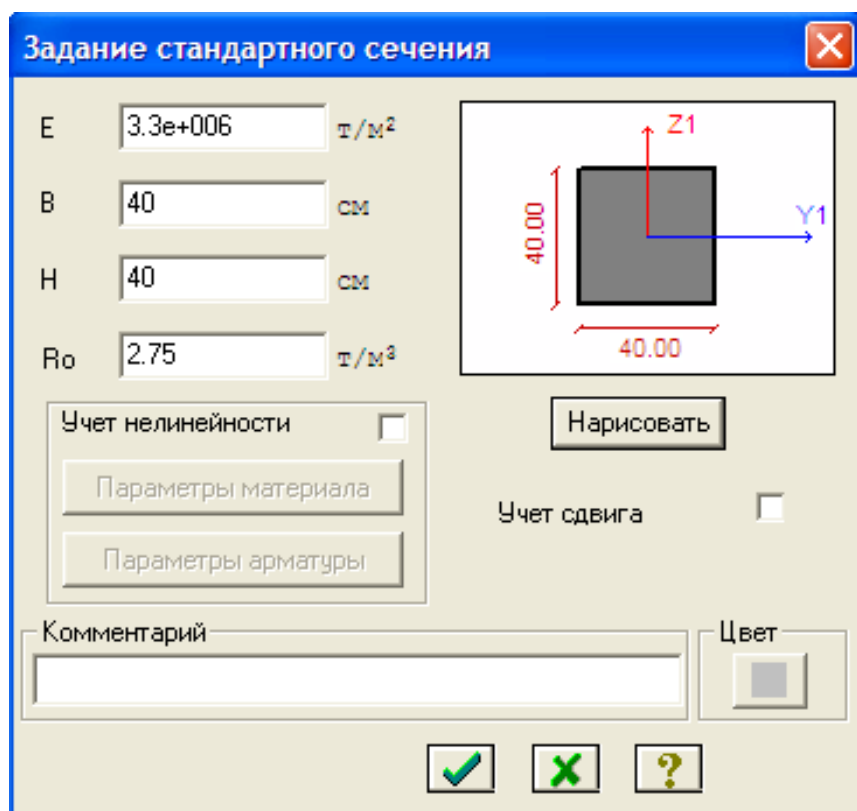 Задание стандартного сечения
E 3.3e+006 т/м²
B 40 см
H 40 см
Ro 2.75 т/м³
Z1
Y1
40.00
40.00
Учет нелинейности
Нарисовать
Параметры материала
Учет сдвига
Параметры арматуры
Комментарий
Цвет
?